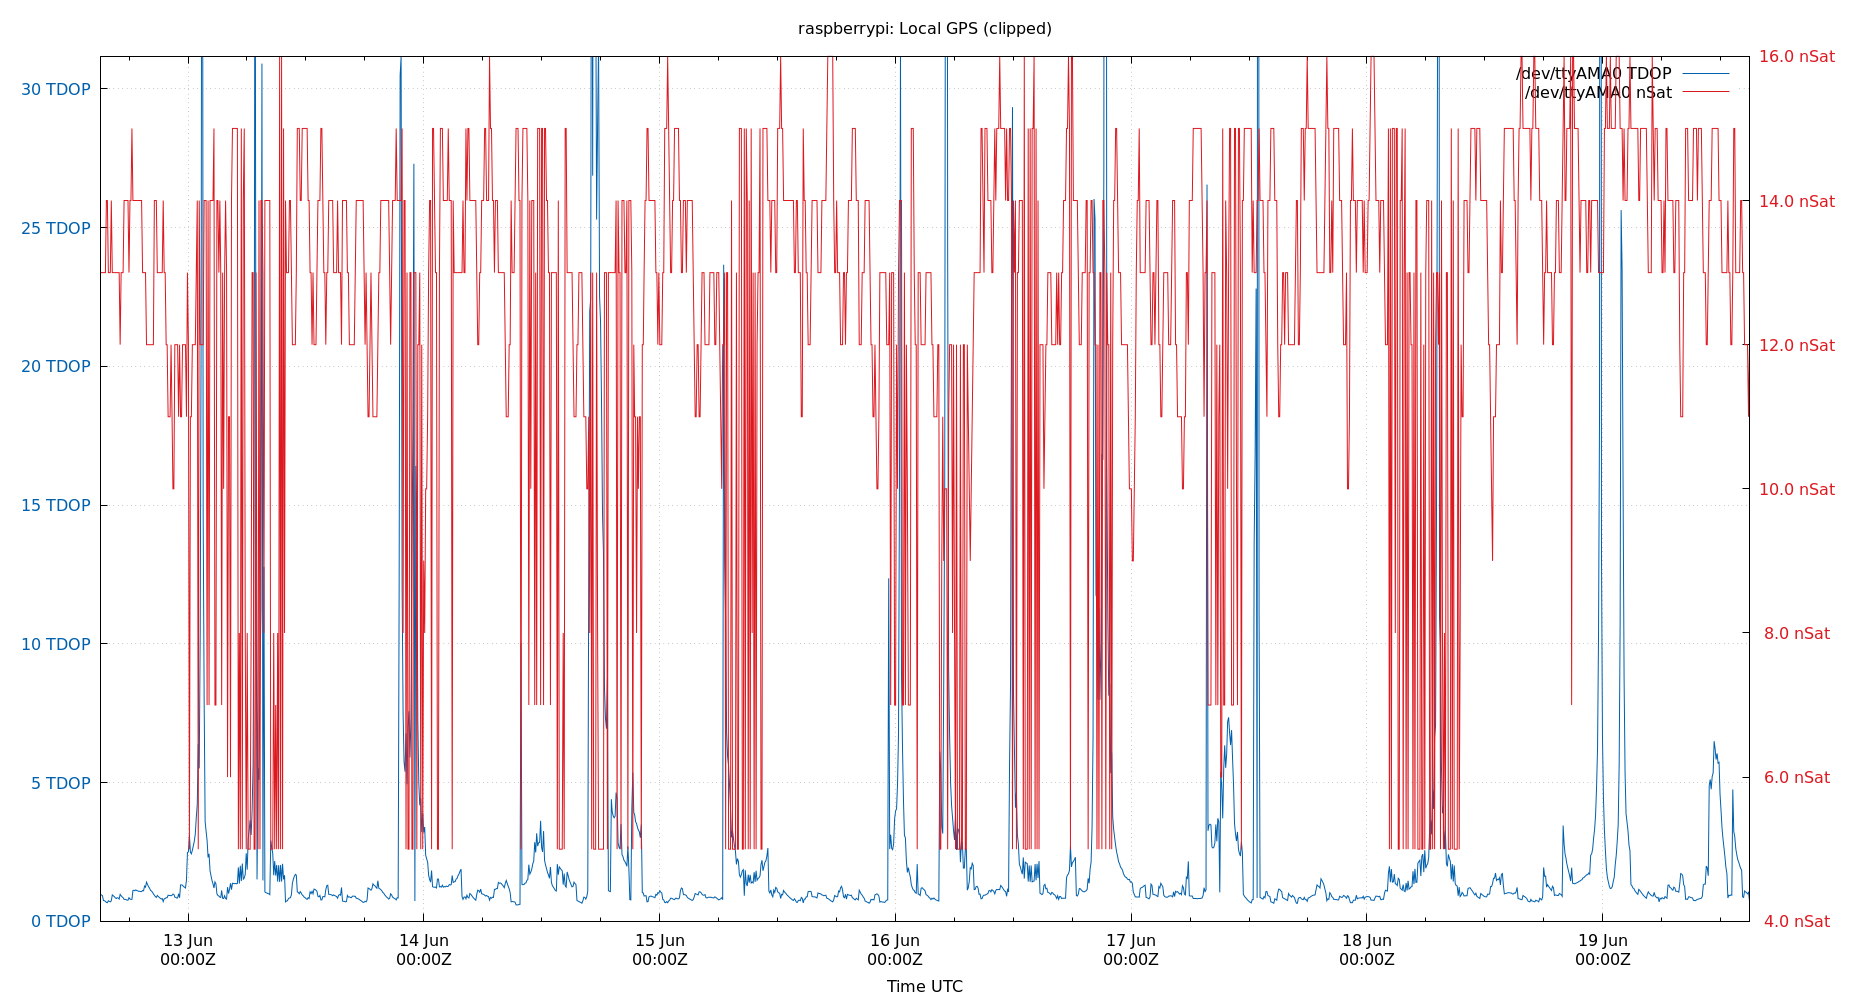 raspberrypi: Local GPS (clipped)
/dev/ttyAMA0 TDOP
/dev/ttyAMA0 nSat
30 TDOP
25 TDOP
20 TDOP
15 TDOP
10 TDOP
5 TDOP
0 TDOP
16.0 nSat
14.0 nSat
12.0 nSat
10.0 nSat
8.0 nSat
6.0 nSat
4.0 nSat
13 Jun
00:00Z
14 Jun
00:00Z
15 Jun
00:00Z
16 Jun
00:00Z
17 Jun
00:00Z
18 Jun
00:00Z
19 Jun
00:00Z
Time UTC